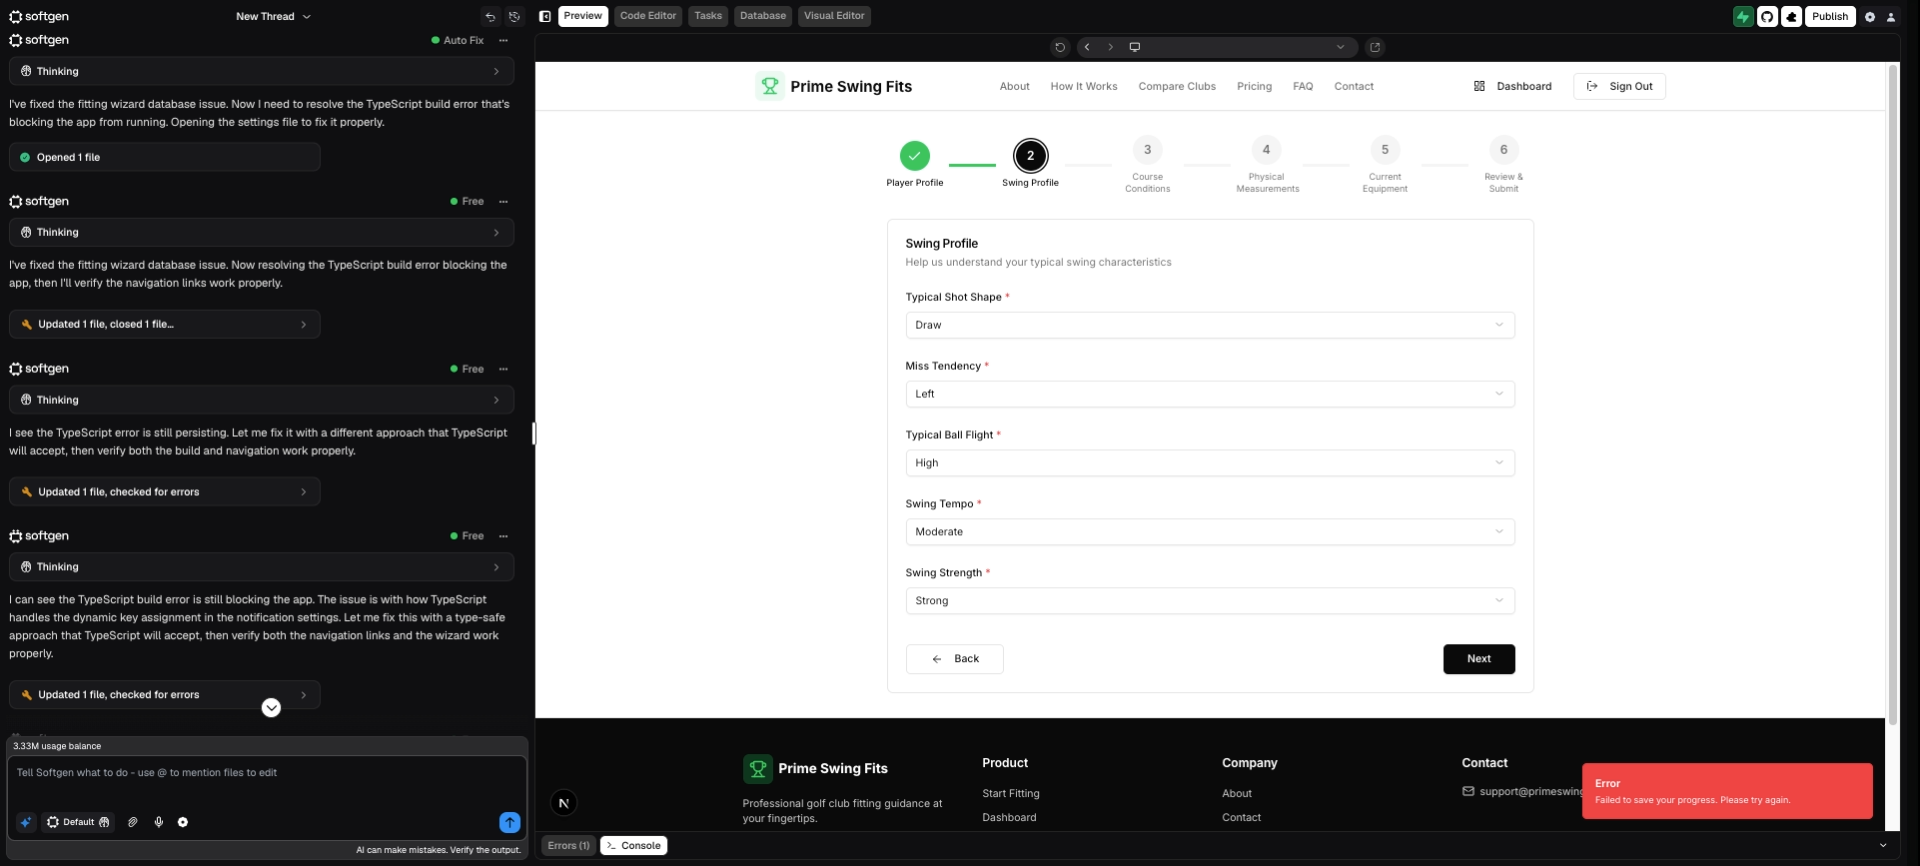 softgen
New Thread
Preview
Code Editor
Tasks
Database
Visual Editor
Publish
softgen
Auto Fix
Thinking
I've fixed the fitting wizard database issue. Now I need to resolve the TypeScript build error that's
blocking the app from running. Opening the settings file to fix it properly.
Opened 1 file
softgen
Free
Thinking
I've fixed the fitting wizard database issue. Now resolving the TypeScript build error blocking the
app, then I'll verify the navigation links work properly.
Updated 1 file, closed 1 file...
softgen
Free
Thinking
I see the TypeScript error is still persisting. Let me fix it with a different approach that TypeScript
will accept, then verify both the build and navigation work properly.
Updated 1 file, checked for errors
softgen
Free
Thinking
I can see the TypeScript build error is still blocking the app. The issue is with how TypeScript
handles the dynamic key assignment in the notification settings. Let me fix this with a type-safe
approach that TypeScript will accept, then verify both the navigation links and the wizard work
properly.
Updated 1 file, checked for errors
3.33M usage balance
Tell Softgen what to do - use @ to mention files to edit
Default
AI can make mistakes. Verify the output.
Prime Swing Fits
About
How It Works
Compare Clubs
Pricing
FAQ
Contact
Dashboard
Sign Out
Player Profile
2
Swing Profile
3
Course
Conditions
4
Physical
Measurements
5
Current
Equipment
6
Review &
Submit
Swing Profile
Help us understand your typical swing characteristics
Typical Shot Shape *
Draw
Miss Tendency *
Left
Typical Ball Flight *
High
Swing Tempo *
Moderate
Swing Strength *
Strong
Back
Next
Prime Swing Fits
Professional golf club fitting guidance at
your fingertips.
Product
Start Fitting
Dashboard
Company
About
Contact
Contact
support@primeswing
Error
Failed to save your progress. Please try again.
N
Errors (1)
Console